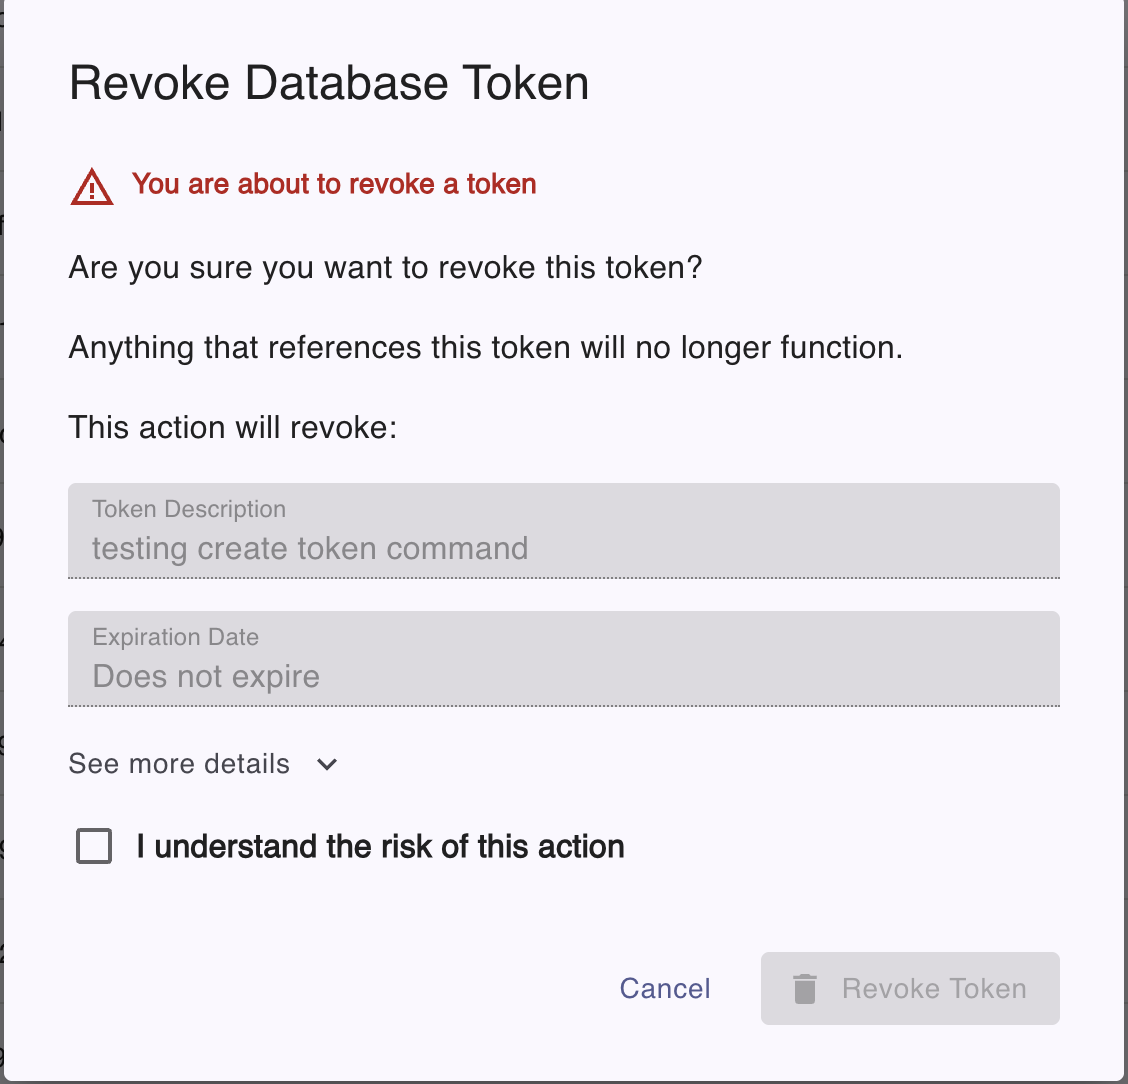 Revoke Database Token
You are about to revoke a token
Are you sure you want to revoke this token?
Anything that references this token will no longer function.
This action will revoke:
Token Description
testing create token command
Expiration Date
Does not expire
See more details
I understand the risk of this action
Cancel
Revoke Token